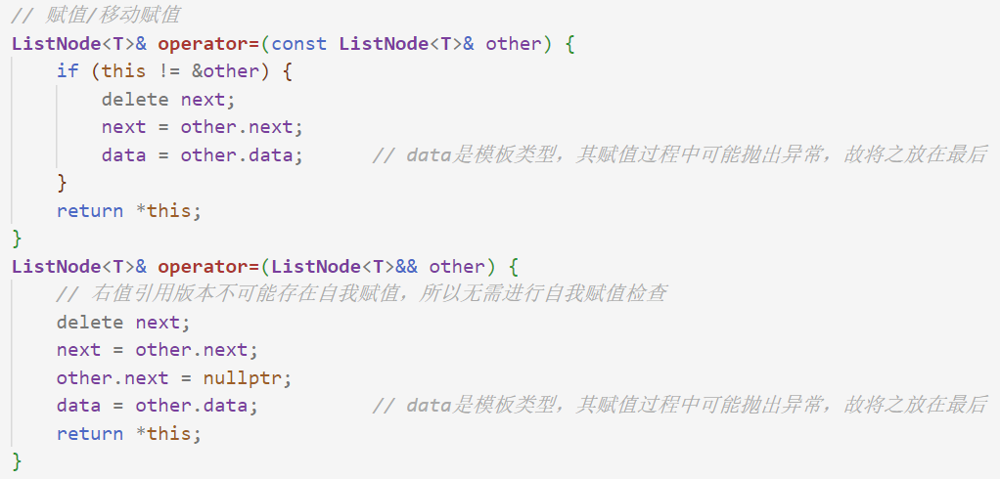 // 赋值/移动赋值
ListNode<T>& operator=(const ListNode<T>& other) {
    if (this != &other) {
        delete next;
        next = other.next;
        data = other.data;      // data是模板类型，其赋值过程中可能抛出异常，故将之放在最后
    }
    return *this;
}
ListNode<T>& operator=(ListNode<T>&& other) {
    // 右值引用版本不可能存在自我赋值，所以无需进行自我赋值检查
    delete next;
    next = other.next;
    other.next = nullptr;
    data = other.data;          // data是模板类型，其赋值过程中可能抛出异常，故将之放在最后
    return *this;
}